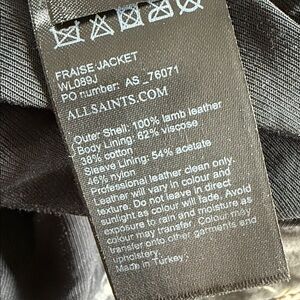 FRAISE JACKET
WL089J
PO number: AS_76071
ALLSAINTS.COM
Outer Shell: 100% lamb leather
Body Lining: 62% viscose
38% cotton
Sleeve Lining: 54% acetate
46% nylon
Professional leather clean only.
Leather will vary in colour and
texture. Do not leave in direct
sunlight as colour will fade. Avoid
exposure to rain and moisture as
colour may transfer. Colour may
transfer onto other garments and
upholstery.
Made in Turkey